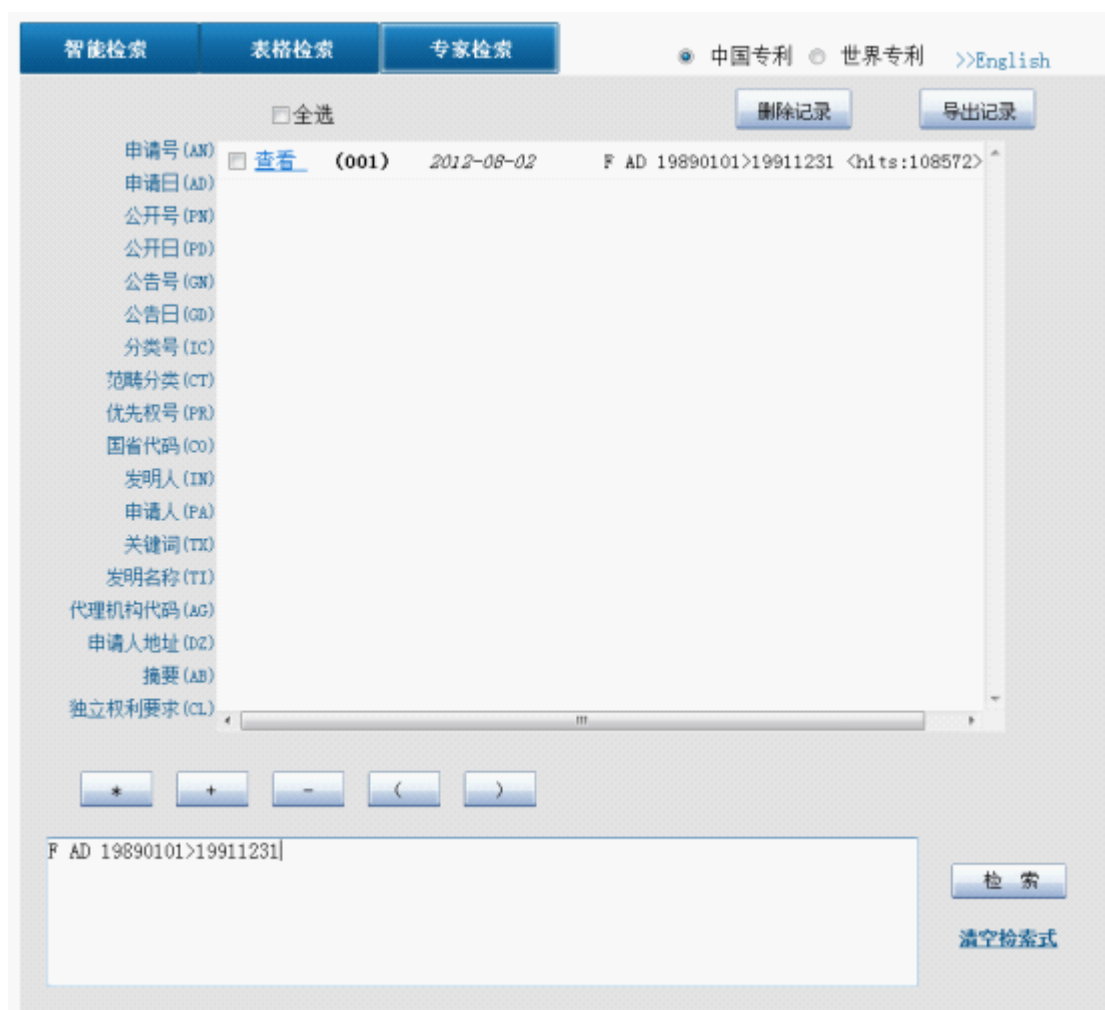 智能检索 表格检索 专家检索 中国专利 世界专利 >>English
全选 删除记录 导出记录
申请号(AN)
查看 (001) 2012-08-02 F AD 19890101>19911231 <hits:108572>
申请日(AD)
公开号(PN)
公开日(PD)
公告号(GN)
公告日(GD)
分类号(IC)
范畴分类(CT)
优先权号(PR)
国省代码(CO)
发明人(IN)
申请人(PA)
关键词(TX)
发明名称(TI)
代理机构代码(AG)
申请人地址(DZ)
摘要(AB)
独立权利要求(CL)
* + - ( )
F AD 19890101>19911231
检 索
清空检索式